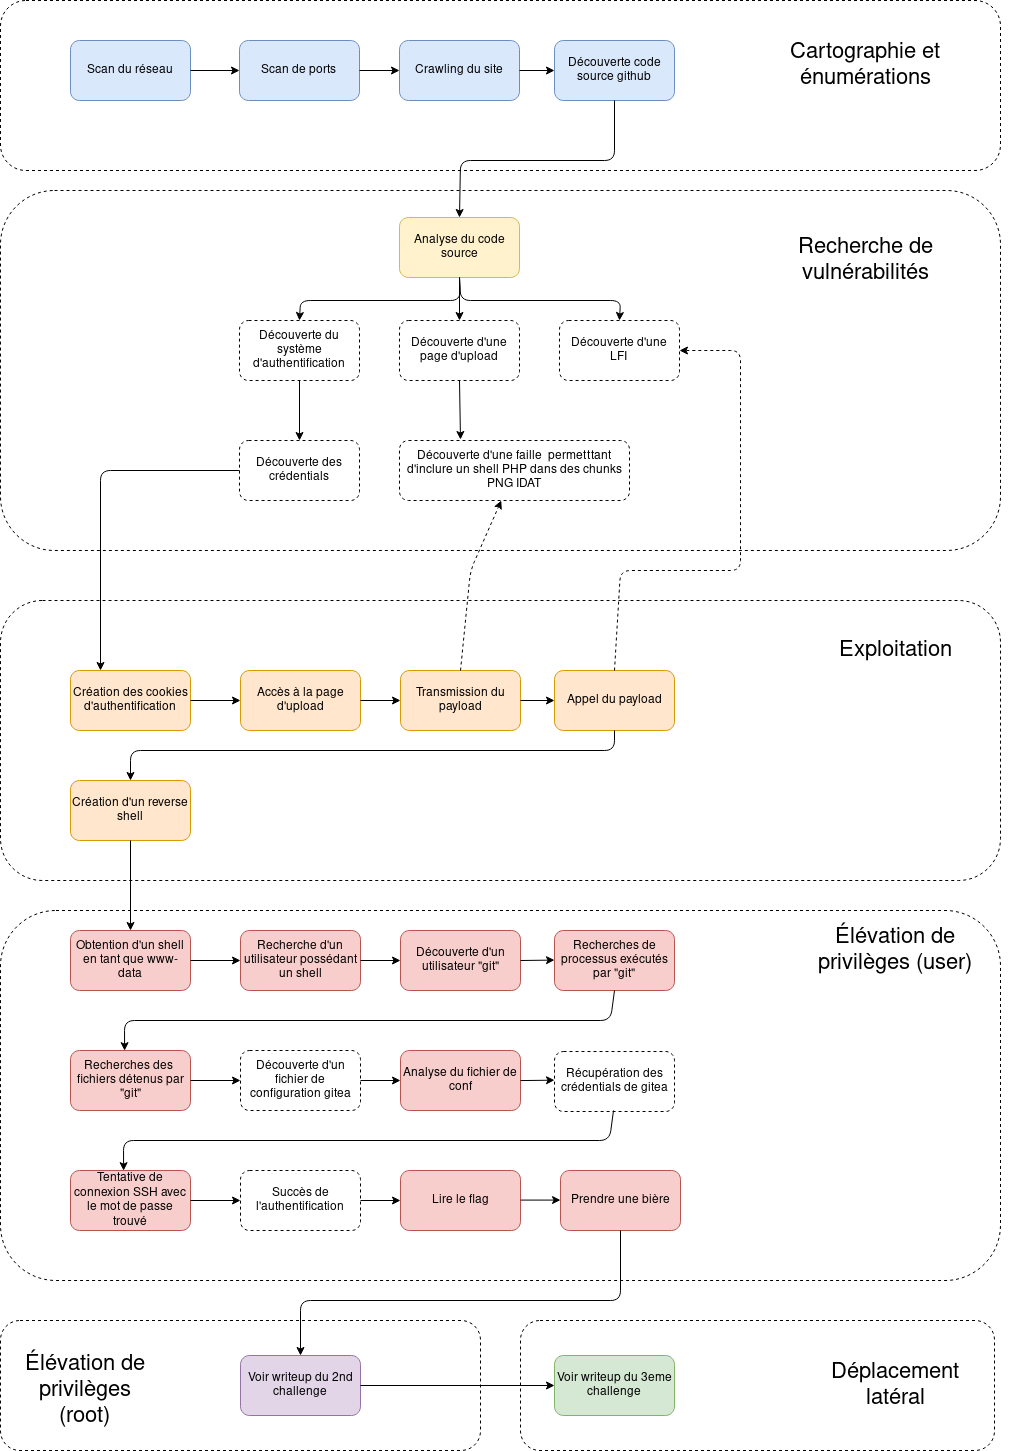 Cartographie et
énumérations
Scan du réseau
Scan de ports
Crawling du site
Découverte code
source github
Recherche de
vulnérabilités
Analyse du code
source
Découverte du
système
d'authentification
Découverte d'une
page d'upload
Découverte d'une
LFI
Découverte des
crédentials
Découverte d'une faille  permetttant
d'inclure un shell PHP dans des chunks
PNG IDAT
Exploitation
Création des cookies
d'authentification
Accès à la page
d'upload
Transmission du
payload
Appel du payload
Création d'un reverse
shell
Élévation de
privilèges (user)
Obtention d'un shell
en tant que www-
data
Recherche d'un
utilisateur possédant
un shell
Découverte d'un
utilisateur "git"
Recherches de
processus exécutés
par "git"
Recherches des
fichiers détenus par
"git"
Découverte d'un
fichier de
configuration gitea
Analyse du fichier de
conf
Récupération des
crédentials de gitea
Tentative de
connexion SSH avec
le mot de passe
trouvé
Succès de
l'authentification
Lire le flag
Prendre une bière
Élévation de
privilèges
(root)
Voir writeup du 2nd
challenge
Voir writeup du 3eme
challenge
Déplacement
latéral